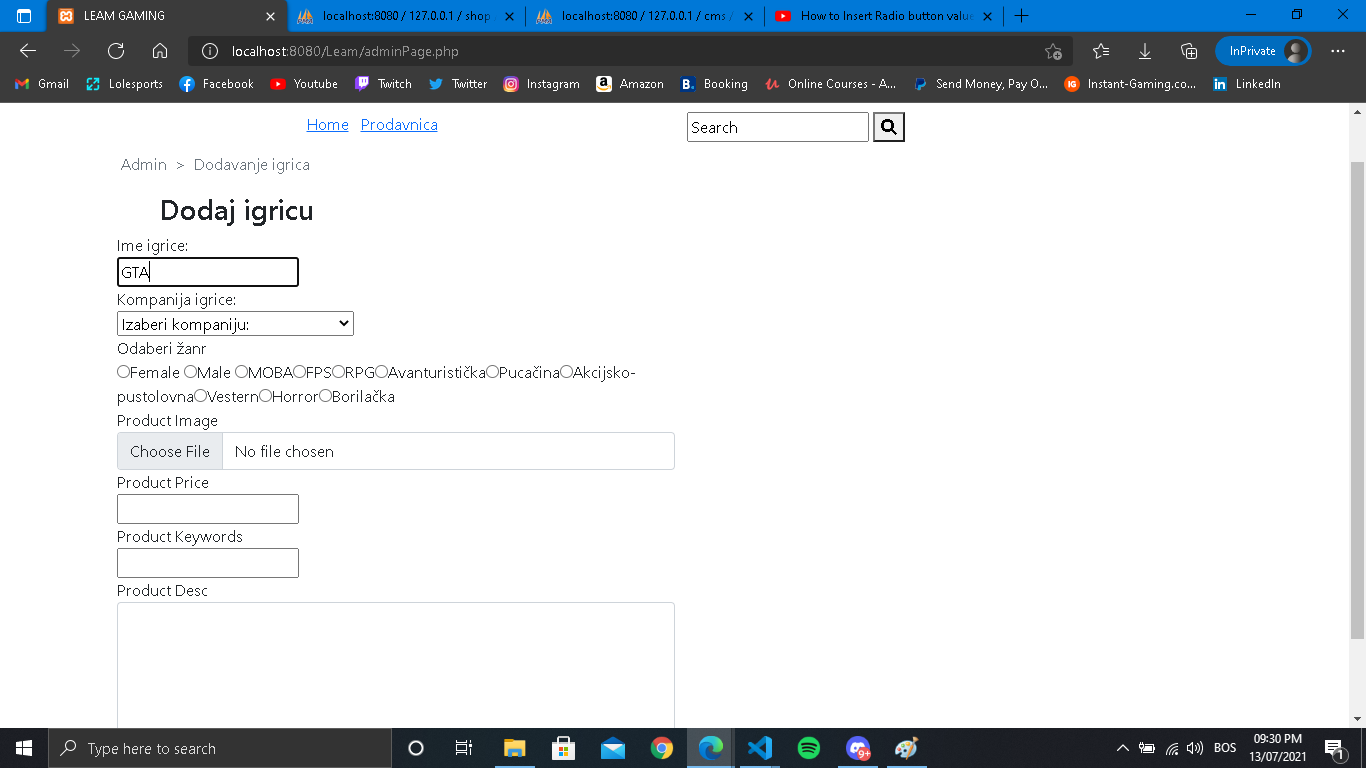 LEAM GAMING
localhost:8080 / 127.0.0.1 / shop
localhost:8080 / 127.0.0.1 / cms /
How to Insert Radio button value
localhost:8080/Leam/adminPage.php
InPrivate
Gmail
Lolesports
Facebook
Youtube
Twitch
Twitter
Instagram
Amazon
Booking
Online Courses - A...
Send Money, Pay O...
Instant-Gaming.co...
LinkedIn
Home Prodavnica
Search
Admin > Dodavanje igrica
Dodaj igricu
Ime igrice:
GTA
Kompanija igrice:
Izaberi kompaniju:
Odaberi žanr
Female Male MOBA FPS RPG Avanturistička Pucačina Akcijsko-
pustolovna Vestern Horror Borilačka
Product Image
Choose File No file chosen
Product Price
Product Keywords
Product Desc
Type here to search
9+
BOS
09:30 PM
13/07/2021
1